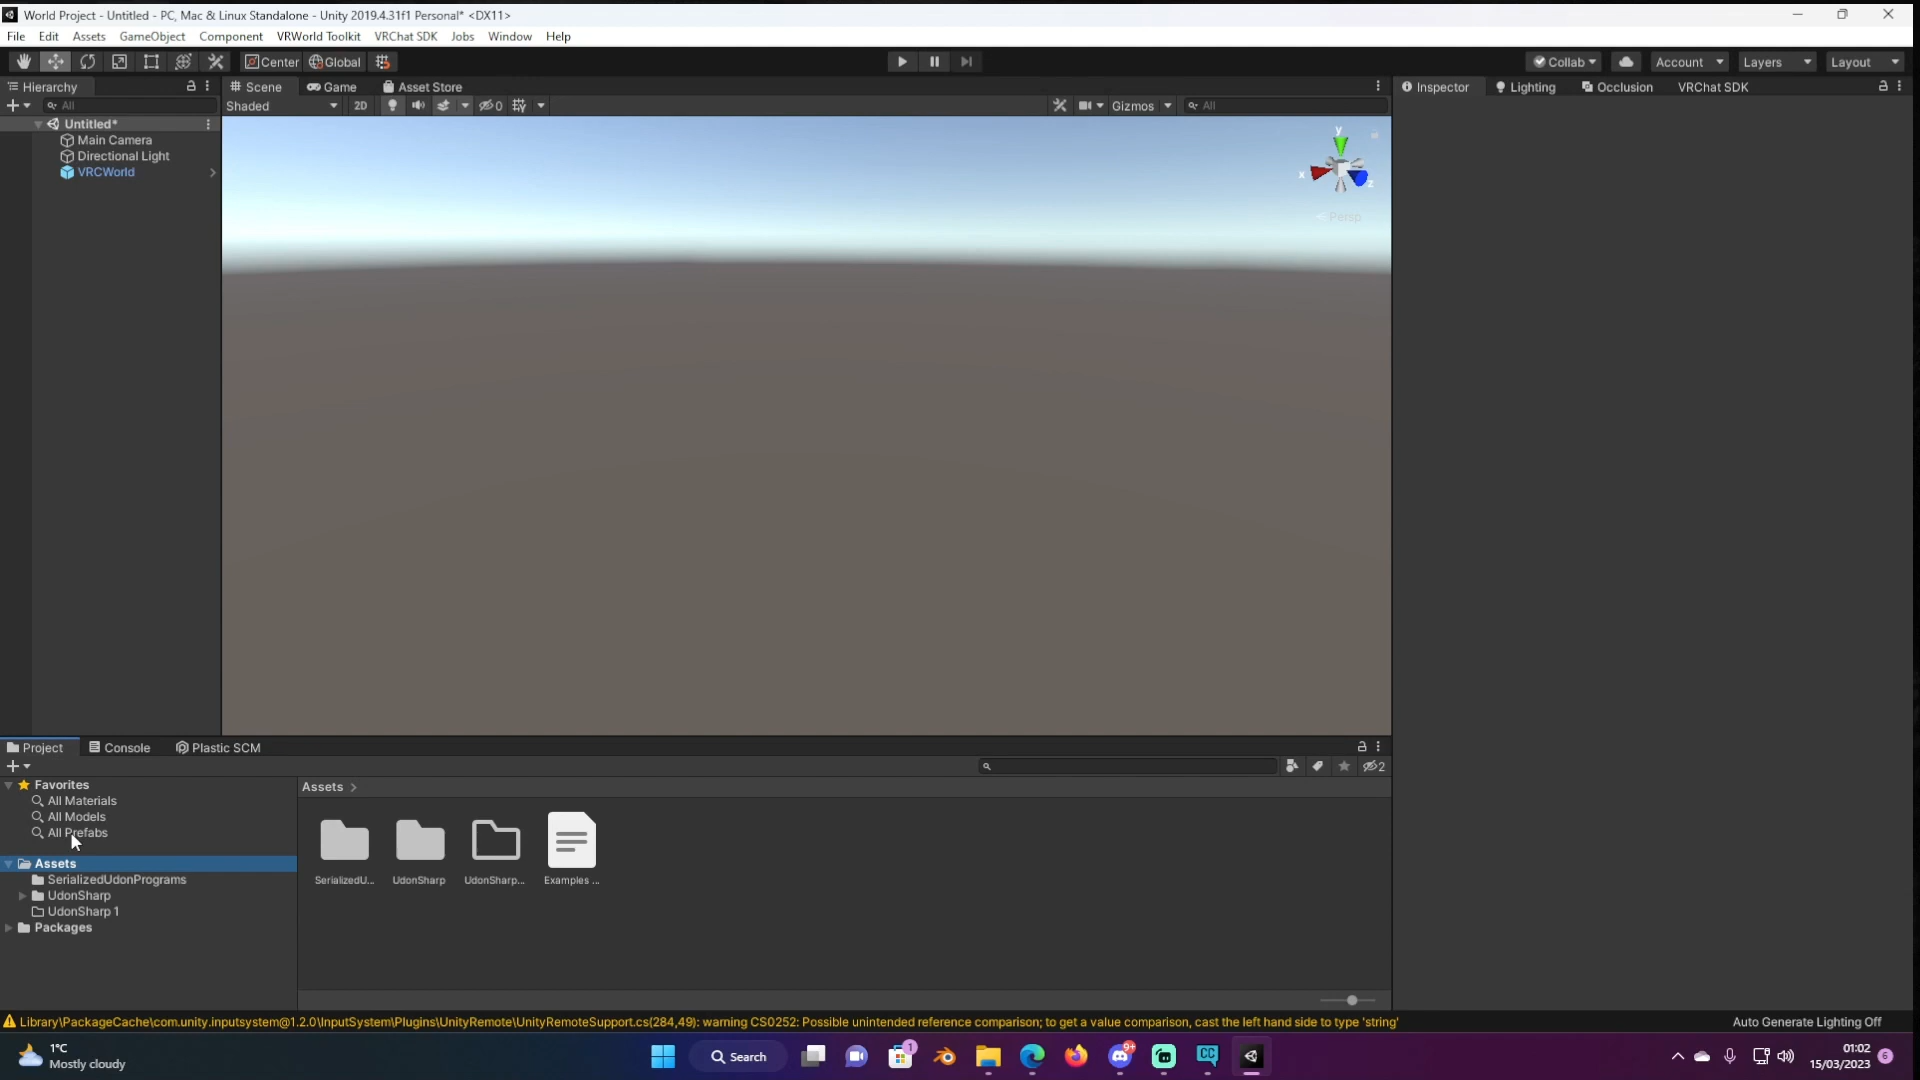 World Project - Untitled - PC, Mac & Linux Standalone - Unity 2019.4.31f1 Personal* <DX11>
File Edit Assets GameObject Component VRWorld Toolkit VRChat SDK Jobs Window Help
Center Global Collab Account Layers Layout
Hierarchy Scene Game Asset Store Inspector Lighting Occlusion VRChat SDK
All Shaded 2D 0 Gizmos All
Untitled*
Main Camera
Directional Light
VRCWorld
y
x
z
Persp
Project Console Plastic SCM
2
Favorites
All Materials
All Models
All Prefabs
Assets
SerializedUdonPrograms
UdonSharp
UdonSharp 1
Packages
Assets
SerializedU... UdonSharp UdonSharp... Examples ...
Library\PackageCache\com.unity.inputsystem@1.2.0\InputSystem\Plugins\UnityRemote\UnityRemoteSupport.cs(284,49): warning CS0252: Possible unintended reference comparison; to get a value comparison, cast the left hand side to type 'string'
Auto Generate Lighting Off
1°C
Mostly cloudy
Search
1
9+
CC
01:02
15/03/2023
6